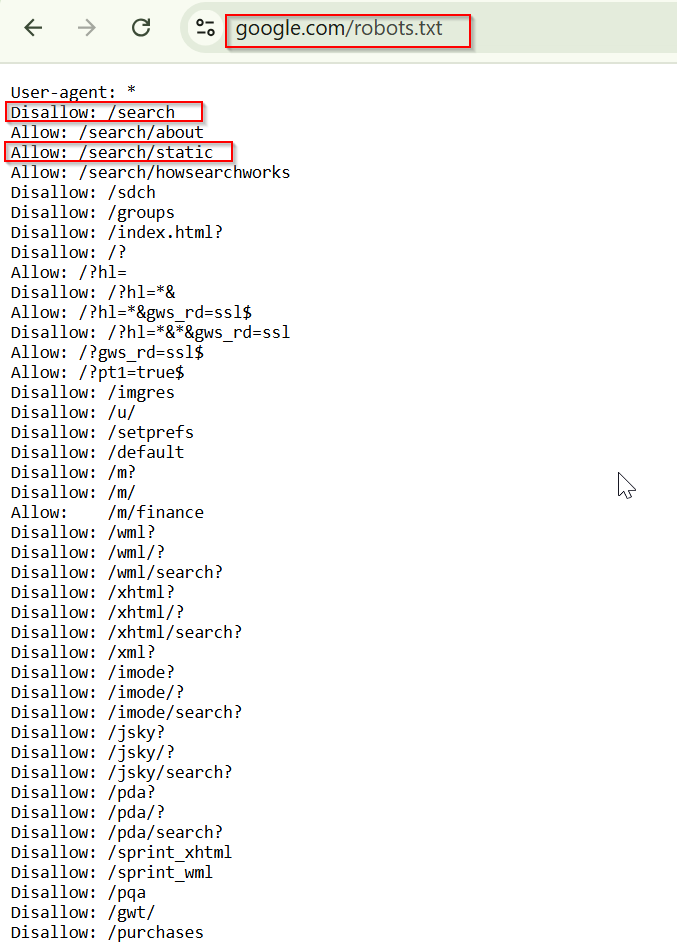 google.com/robots.txt
User-agent: *
Disallow: /search
Allow: /search/about
Allow: /search/static
Allow: /search/howsearchworks
Disallow: /sdch
Disallow: /groups
Disallow: /index.html?
Disallow: /?
Allow: /?hl=
Disallow: /?hl=*&
Allow: /?hl=*&gws_rd=ssl$
Disallow: /?hl=*&*&gws_rd=ssl
Allow: /?gws_rd=ssl$
Allow: /?pt1=true$
Disallow: /imgres
Disallow: /u/
Disallow: /setprefs
Disallow: /default
Disallow: /m?
Disallow: /m/
Allow:    /m/finance
Disallow: /wml?
Disallow: /wml/?
Disallow: /wml/search?
Disallow: /xhtml?
Disallow: /xhtml/?
Disallow: /xhtml/search?
Disallow: /xml?
Disallow: /imode?
Disallow: /imode/?
Disallow: /imode/search?
Disallow: /jsky?
Disallow: /jsky/?
Disallow: /jsky/search?
Disallow: /pda?
Disallow: /pda/?
Disallow: /pda/search?
Disallow: /sprint_xhtml
Disallow: /sprint_wml
Disallow: /pqa
Disallow: /gwt/
Disallow: /purchases